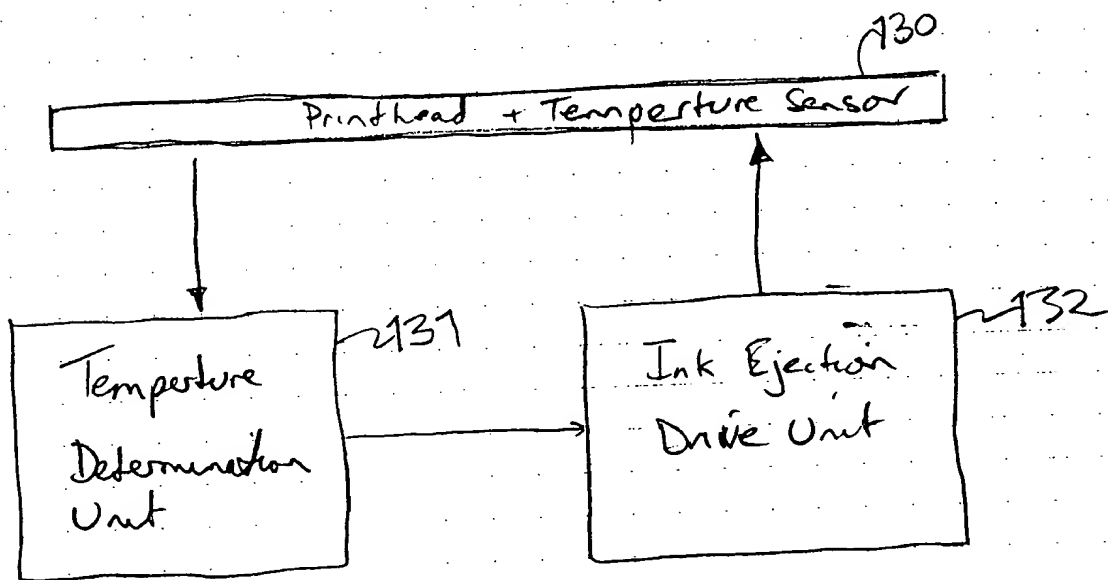 130
Printhead + Temperture Sensor
131
Temperture
Determination
Unit
132
Ink Ejection
Drive Unit